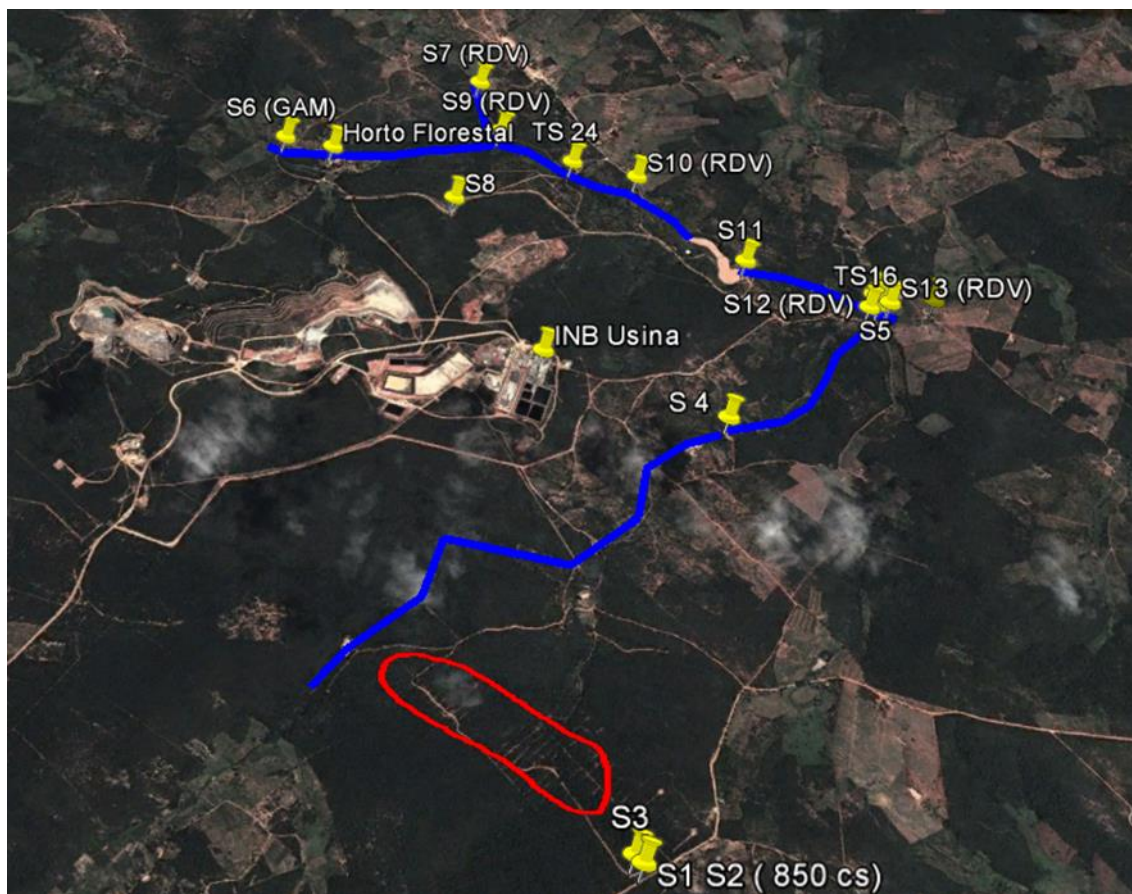 S7 (RDV)
S9 (RDV)
S6 (GAM)
Horto Florestal
TS 24
S10 (RDV)
S8
S11
TS16
S12 (RDV)
S13 (RDV)
S5
INB Usina
S 4
S3
S1 S2 ( 850 cs)